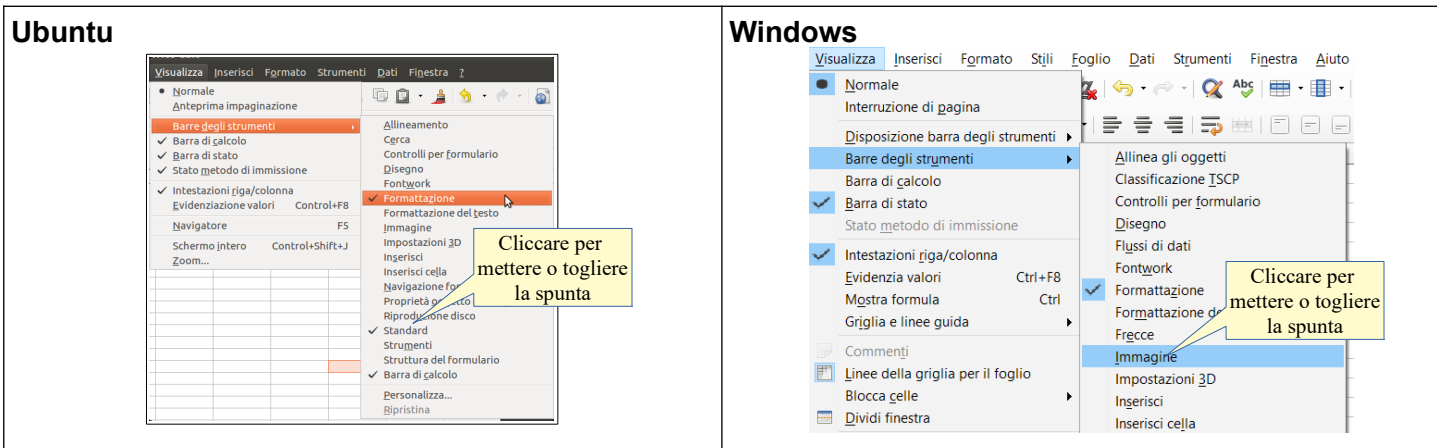 Ubuntu
Visualizza Inserisci Formato Strumenti Dati Finestra ?
Normale
Anteprima impaginazione
Barre degli strumenti
Barra di calcolo
Barra di stato
Stato metodo di immissione
Intestazioni riga/colonna
Evidenziazione valori Control+F8
Navigatore F5
Schermo intero Control+Shift+J
Zoom...
Allineamento
Cerca
Controlli per formulario
Disegno
Fontwork
Formattazione
Formattazione del testo
Immagine
Impostazioni 3D
Inserisci
Inserisci cella
Navigazione
Proprietà
Riproduzione disco
Standard
Strumenti
Struttura del formulario
Barra di calcolo
Personalizza...
Ripristina
Cliccare per
mettere o togliere
la spunta
Windows
Visualizza Inserisci Formato Stili Foglio Dati Strumenti Finestra Aiuto
Normale
Interruzione di pagina
Disposizione barra degli strumenti
Barre degli strumenti
Barra di calcolo
Barra di stato
Stato metodo di immissione
Intestazioni riga/colonna
Evidenzia valori Ctrl+F8
Mostra formula Ctrl
Griglia e linee guida
Commenti
Linee della griglia per il foglio
Blocca celle
Dividi finestra
Abc
Allinea gli oggetti
Classificazione TSCP
Controlli per formulario
Disegno
Flussi di dati
Fontwork
Formattazione
Formattazione
Frecce
Immagine
Impostazioni 3D
Inserisci
Inserisci cella
Cliccare per
mettere o togliere
la spunta